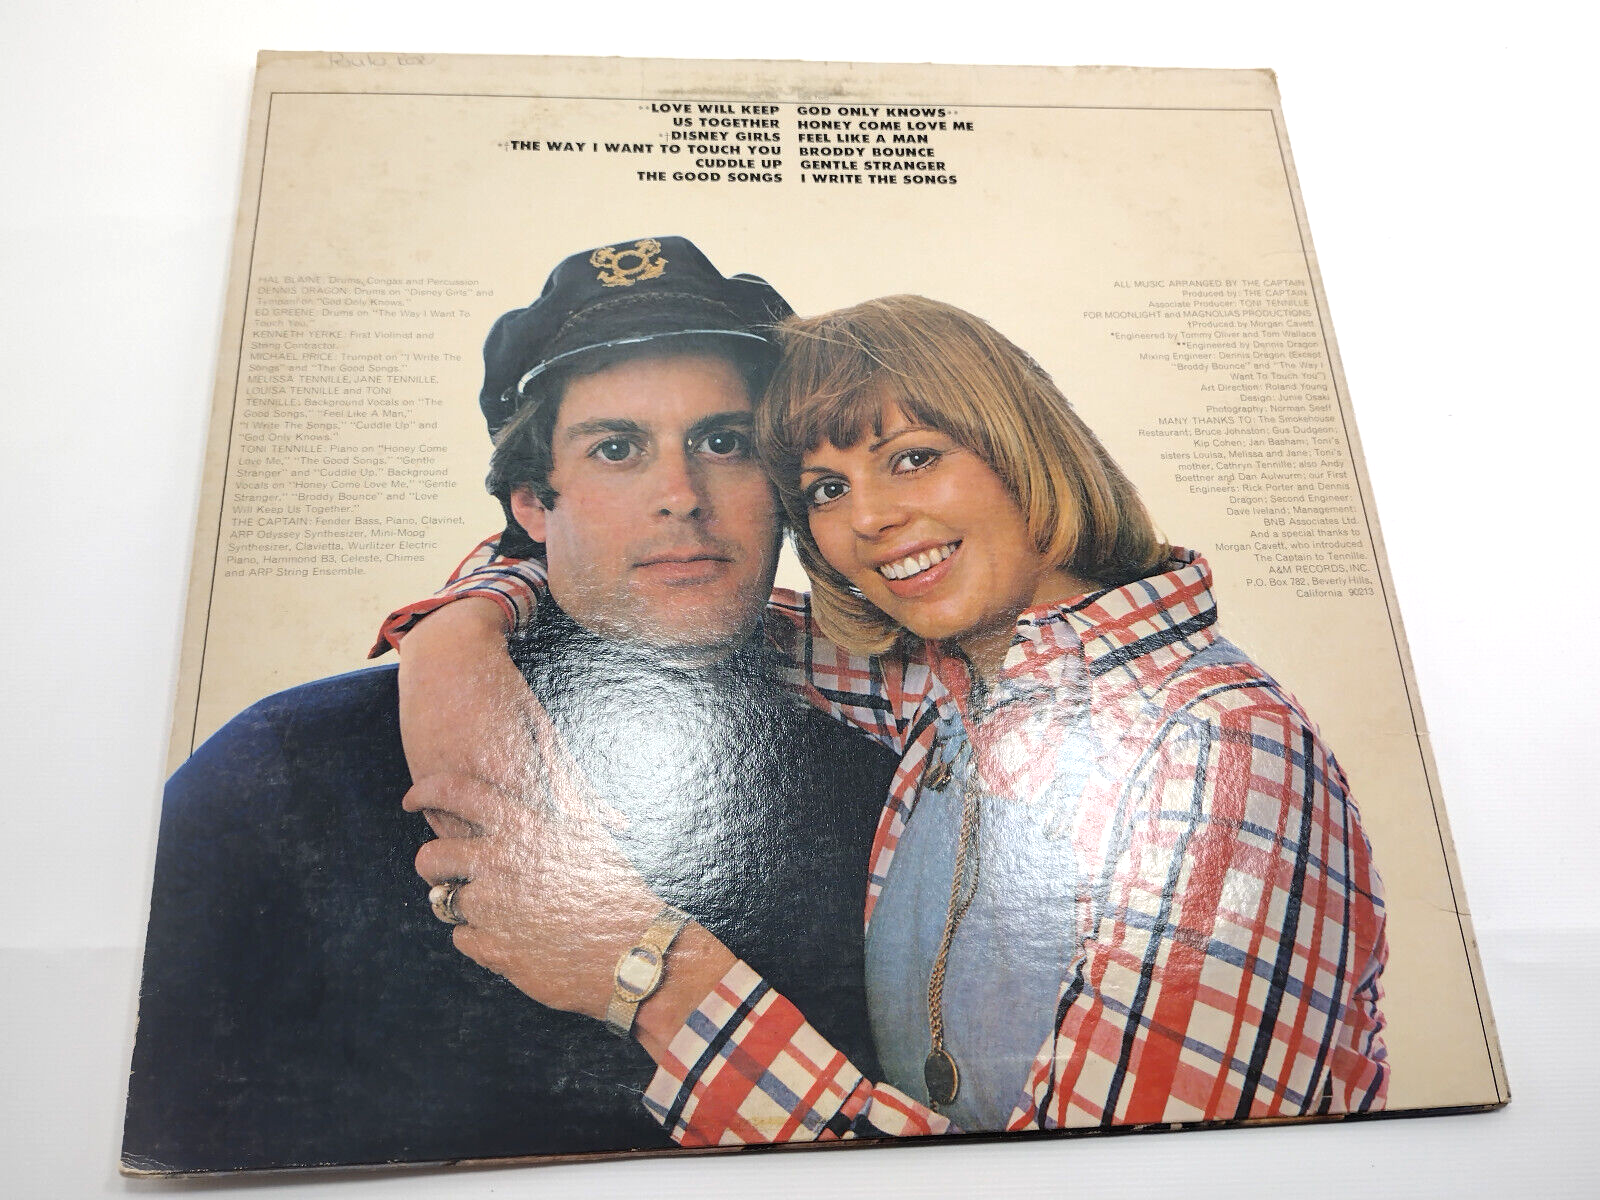 **LOVE WILL KEEP
US TOGETHER
*†DISNEY GIRLS
*†THE WAY I WANT TO TOUCH YOU
CUDDLE UP
THE GOOD SONGS
SIDE TWO
GOD ONLY KNOWS**
HONEY COME LOVE ME
FEEL LIKE A MAN
BRODDY BOUNCE
GENTLE STRANGER
I WRITE THE SONGS
HAL BLAINE: Drums, Congas and Percussion
DENNIS DRAGON: Drums on "Disney Girls" and
Tympani on "God Only Knows."
ED GREENE: Drums on "The Way I Want To
Touch You."
KENNETH YERKE: First Violinist and
String Contractor.
MICHAEL PRICE: Trumpet on "I Write The
Songs" and "The Good Songs."
MELISSA TENNILLE, JANE TENNILLE,
LOUISA TENNILLE and TONI
TENNILLE: Background Vocals on "The
Good Songs," "Feel Like A Man,"
"I Write The Songs," "Cuddle Up" and
"God Only Knows."
TONI TENNILLE: Piano on "Honey Come
Love Me," "The Good Songs," "Gentle
Stranger" and "Cuddle Up." Background
Vocals on "Honey Come Love Me," "Gentle
Stranger," "Broddy Bounce" and "Love
Will Keep Us Together."
THE CAPTAIN: Fender Bass, Piano, Clavinet,
ARP Odyssey Synthesizer, Mini-Moog
Synthesizer, Clavietta, Wurlitzer Electric
Piano, Hammond B3, Celeste, Chimes
and ARP String Ensemble.
ALL MUSIC ARRANGED BY THE CAPTAIN
Produced by: THE CAPTAIN
Associate Producer: TONI TENNILLE
FOR MOONLIGHT and MAGNOLIAS PRODUCTIONS
†Produced by Morgan Cavett
*Engineered by Tommy Oliver and Tom Wallace
**Engineered by Dennis Dragon
Mixing Engineer: Dennis Dragon (Except
"Broddy Bounce" and "The Way I
Want To Touch You")
Art Direction: Roland Young
Design: Junie Osaki
Photography: Norman Seeff
MANY THANKS TO: The Smokehouse
Restaurant; Bruce Johnston; Gus Dudgeon;
Kip Cohen; Jan Basham; Toni's
sisters Louisa, Melissa and Jane; Toni's
mother, Cathryn Tennille; also Andy
Boettner and Dan Aulwurm; our First
Engineers: Rick Porter and Dennis
Dragon; Second Engineer:
Dave Iveland; Management:
BNB Associates Ltd.
And a special thanks to
Morgan Cavett, who introduced
The Captain to Tennille.
A&M RECORDS, INC.
P.O. Box 782, Beverly Hills,
California 90213